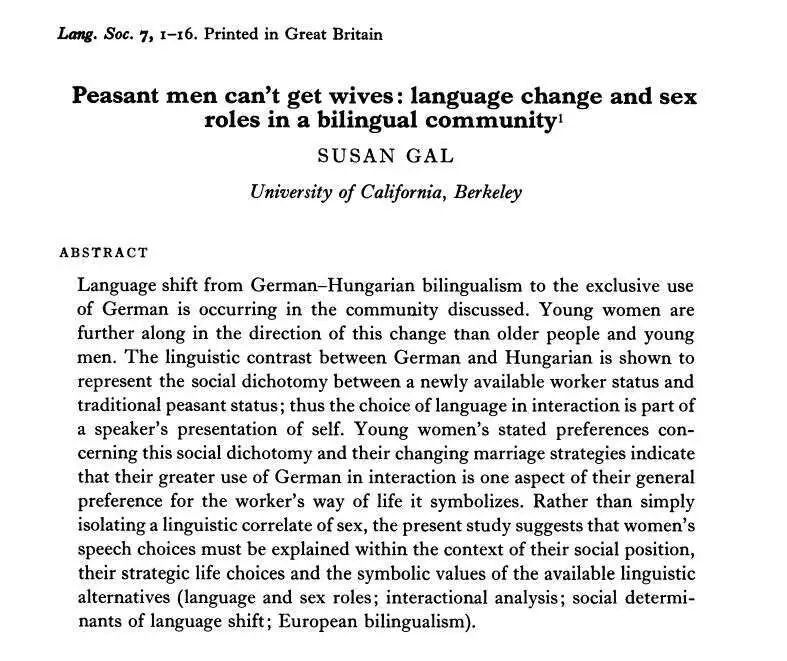 Lang. Soc. 7, 1–16. Printed in Great Britain
Peasant men can't get wives: language change and sex
roles in a bilingual community¹
SUSAN GAL
University of California, Berkeley
ABSTRACT
Language shift from German–Hungarian bilingualism to the exclusive use
of German is occurring in the community discussed. Young women are
further along in the direction of this change than older people and young
men. The linguistic contrast between German and Hungarian is shown to
represent the social dichotomy between a newly available worker status and
traditional peasant status; thus the choice of language in interaction is part of
a speaker's presentation of self. Young women's stated preferences con-
cerning this social dichotomy and their changing marriage strategies indicate
that their greater use of German in interaction is one aspect of their general
preference for the worker's way of life it symbolizes. Rather than simply
isolating a linguistic correlate of sex, the present study suggests that women's
speech choices must be explained within the context of their social position,
their strategic life choices and the symbolic values of the available linguistic
alternatives (language and sex roles; interactional analysis; social determi-
nants of language shift; European bilingualism).